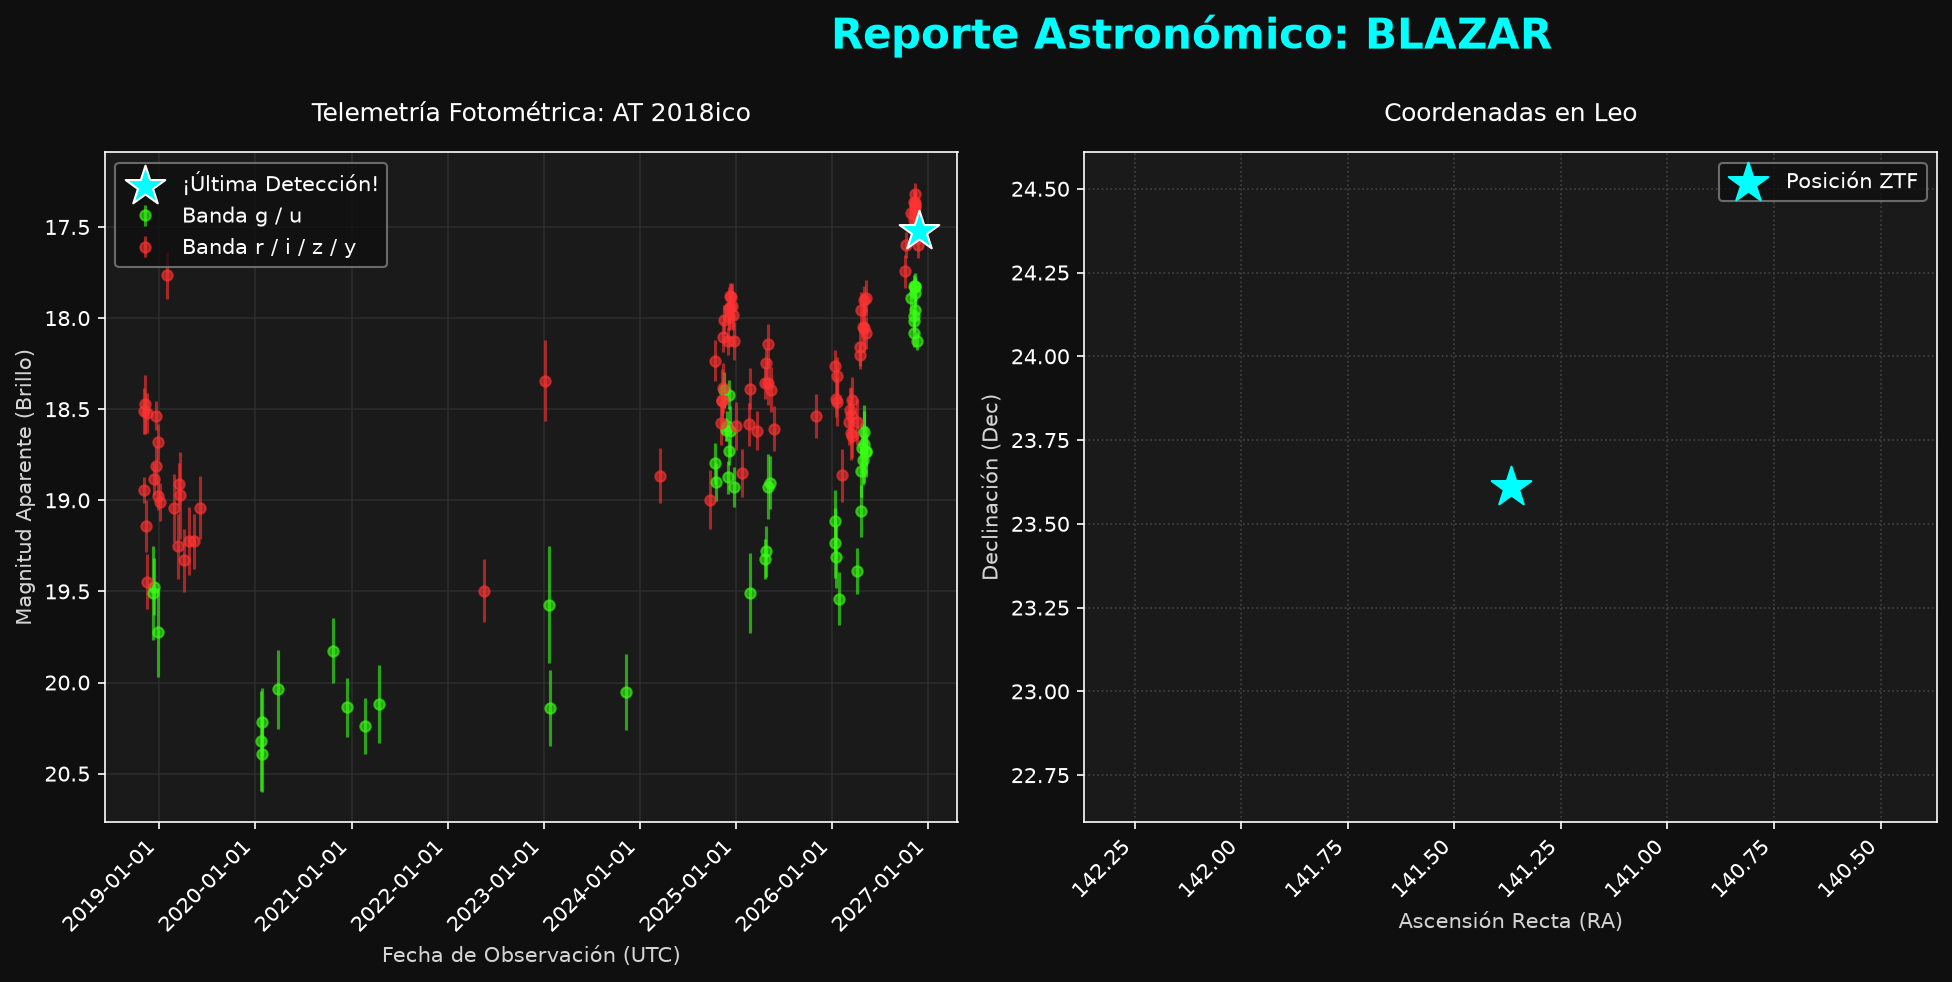 Reporte Astronómico: BLAZAR
Telemetría Fotométrica: AT 2018ico
¡Última Detección!
Banda g / u
Banda r / i / z / y
Magnitud Aparente (Brillo)
17.5
18.0
18.5
19.0
19.5
20.0
20.5
2019-01-01
2020-01-01
2021-01-01
2022-01-01
2023-01-01
2024-01-01
2025-01-01
2026-01-01
2027-01-01
Fecha de Observación (UTC)
Coordenadas en Leo
Posición ZTF
Declinación (Dec)
24.50
24.25
24.00
23.75
23.50
23.25
23.00
22.75
142.25
142.00
141.75
141.50
141.25
141.00
140.75
140.50
Ascensión Recta (RA)